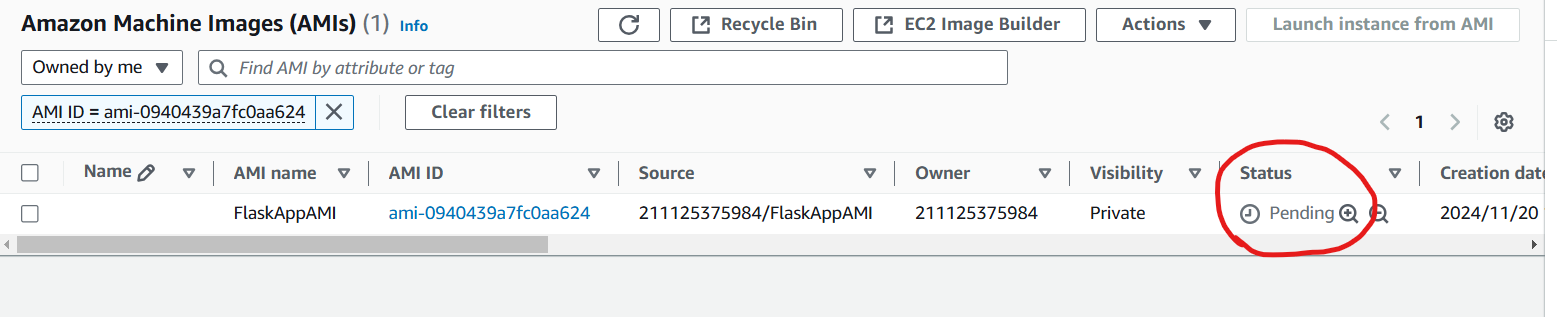 Amazon Machine Images (AMIs) (1) Info
Recycle Bin
EC2 Image Builder
Actions
Launch instance from AMI
Owned by me
Find AMI by attribute or tag
AMI ID = ami-0940439a7fc0aa624
Clear filters
1
Name AMI name AMI ID Source Owner Visibility Status Creation date
FlaskAppAMI ami-0940439a7fc0aa624 211125375984/FlaskAppAMI 211125375984 Private Pending 2024/11/20